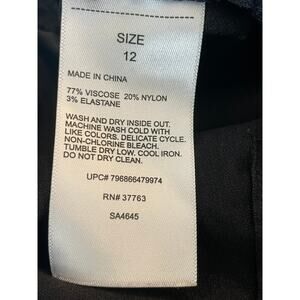 SIZE
12
MADE IN CHINA
77% VISCOSE 20% NYLON
3% ELASTANE
WASH AND DRY INSIDE OUT.
MACHINE WASH COLD WITH
LIKE COLORS. DELICATE CYCLE.
NON-CHLORINE BLEACH.
TUMBLE DRY LOW. COOL IRON.
DO NOT DRY CLEAN.
UPC# 796866479974
RN# 37763
SA4645